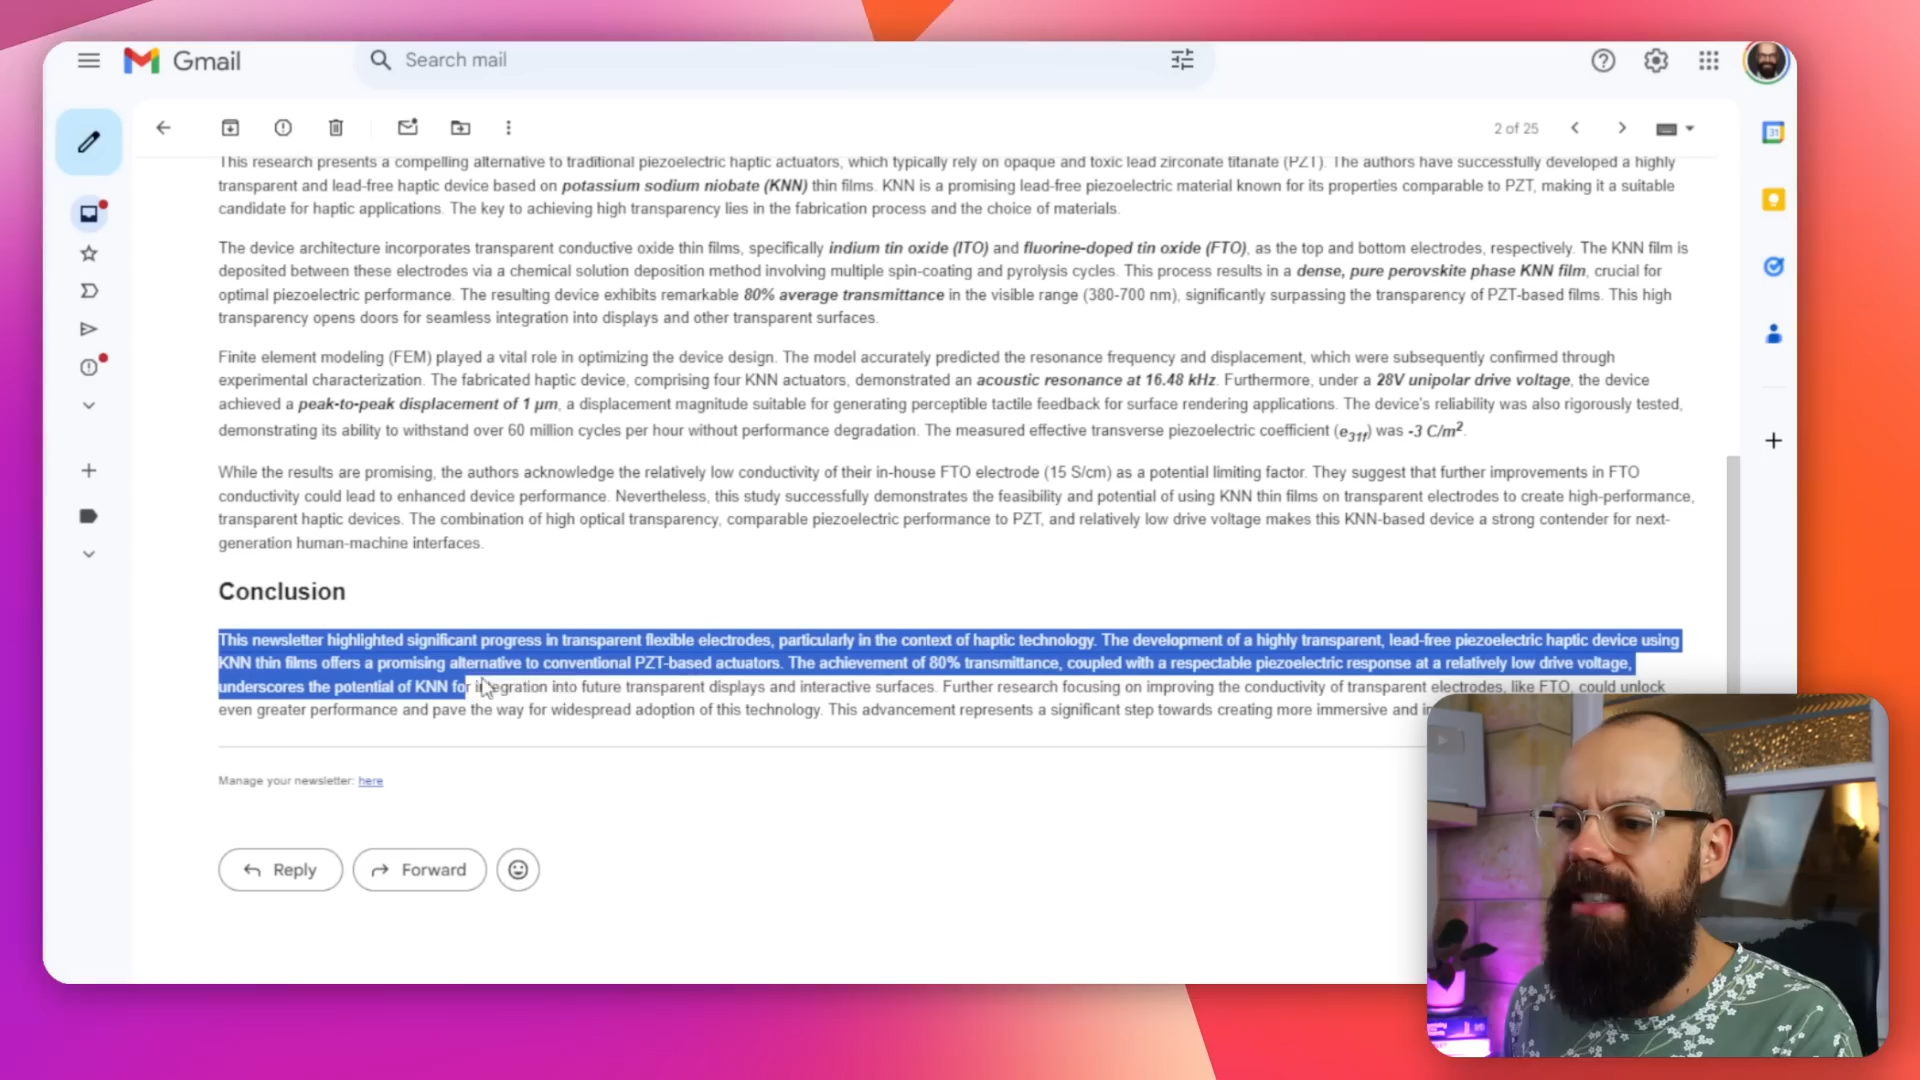 Gmail
Search mail
2 of 25
31
This research presents a compelling alternative to traditional piezoelectric haptic actuators, which typically rely on opaque and toxic lead zirconate titanate (PZT). The authors have successfully developed a highly
transparent and lead-free haptic device based on potassium sodium niobate (KNN) thin films. KNN is a promising lead-free piezoelectric material known for its properties comparable to PZT, making it a suitable
candidate for haptic applications. The key to achieving high transparency lies in the fabrication process and the choice of materials.
The device architecture incorporates transparent conductive oxide thin films, specifically indium tin oxide (ITO) and fluorine-doped tin oxide (FTO), as the top and bottom electrodes, respectively. The KNN film is
deposited between these electrodes via a chemical solution deposition method involving multiple spin-coating and pyrolysis cycles. This process results in a dense, pure perovskite phase KNN film, crucial for
optimal piezoelectric performance. The resulting device exhibits remarkable 80% average transmittance in the visible range (380-700 nm), significantly surpassing the transparency of PZT-based films. This high
transparency opens doors for seamless integration into displays and other transparent surfaces.
Finite element modeling (FEM) played a vital role in optimizing the device design. The model accurately predicted the resonance frequency and displacement, which were subsequently confirmed through
experimental characterization. The fabricated haptic device, comprising four KNN actuators, demonstrated an acoustic resonance at 16.48 kHz. Furthermore, under a 28V unipolar drive voltage, the device
achieved a peak-to-peak displacement of 1 µm, a displacement magnitude suitable for generating perceptible tactile feedback for surface rendering applications. The device's reliability was also rigorously tested,
demonstrating its ability to withstand over 60 million cycles per hour without performance degradation. The measured effective transverse piezoelectric coefficient (e31f) was -3 C/m².
While the results are promising, the authors acknowledge the relatively low conductivity of their in-house FTO electrode (15 S/cm) as a potential limiting factor. They suggest that further improvements in FTO
conductivity could lead to enhanced device performance. Nevertheless, this study successfully demonstrates the feasibility and potential of using KNN thin films on transparent electrodes to create high-performance,
transparent haptic devices. The combination of high optical transparency, comparable piezoelectric performance to PZT, and relatively low drive voltage makes this KNN-based device a strong contender for next-
generation human-machine interfaces.
Conclusion
This newsletter highlighted significant progress in transparent flexible electrodes, particularly in the context of haptic technology. The development of a highly transparent, lead-free piezoelectric haptic device using
KNN thin films offers a promising alternative to conventional PZT-based actuators. The achievement of 80% transmittance, coupled with a respectable piezoelectric response at a relatively low drive voltage,
underscores the potential of KNN for integration into future transparent displays and interactive surfaces. Further research focusing on improving the conductivity of transparent electrodes, like FTO, could unlock
even greater performance and pave the way for widespread adoption of this technology. This advancement represents a significant step towards creating more immersive and
Manage your newsletter: here
Reply
Forward